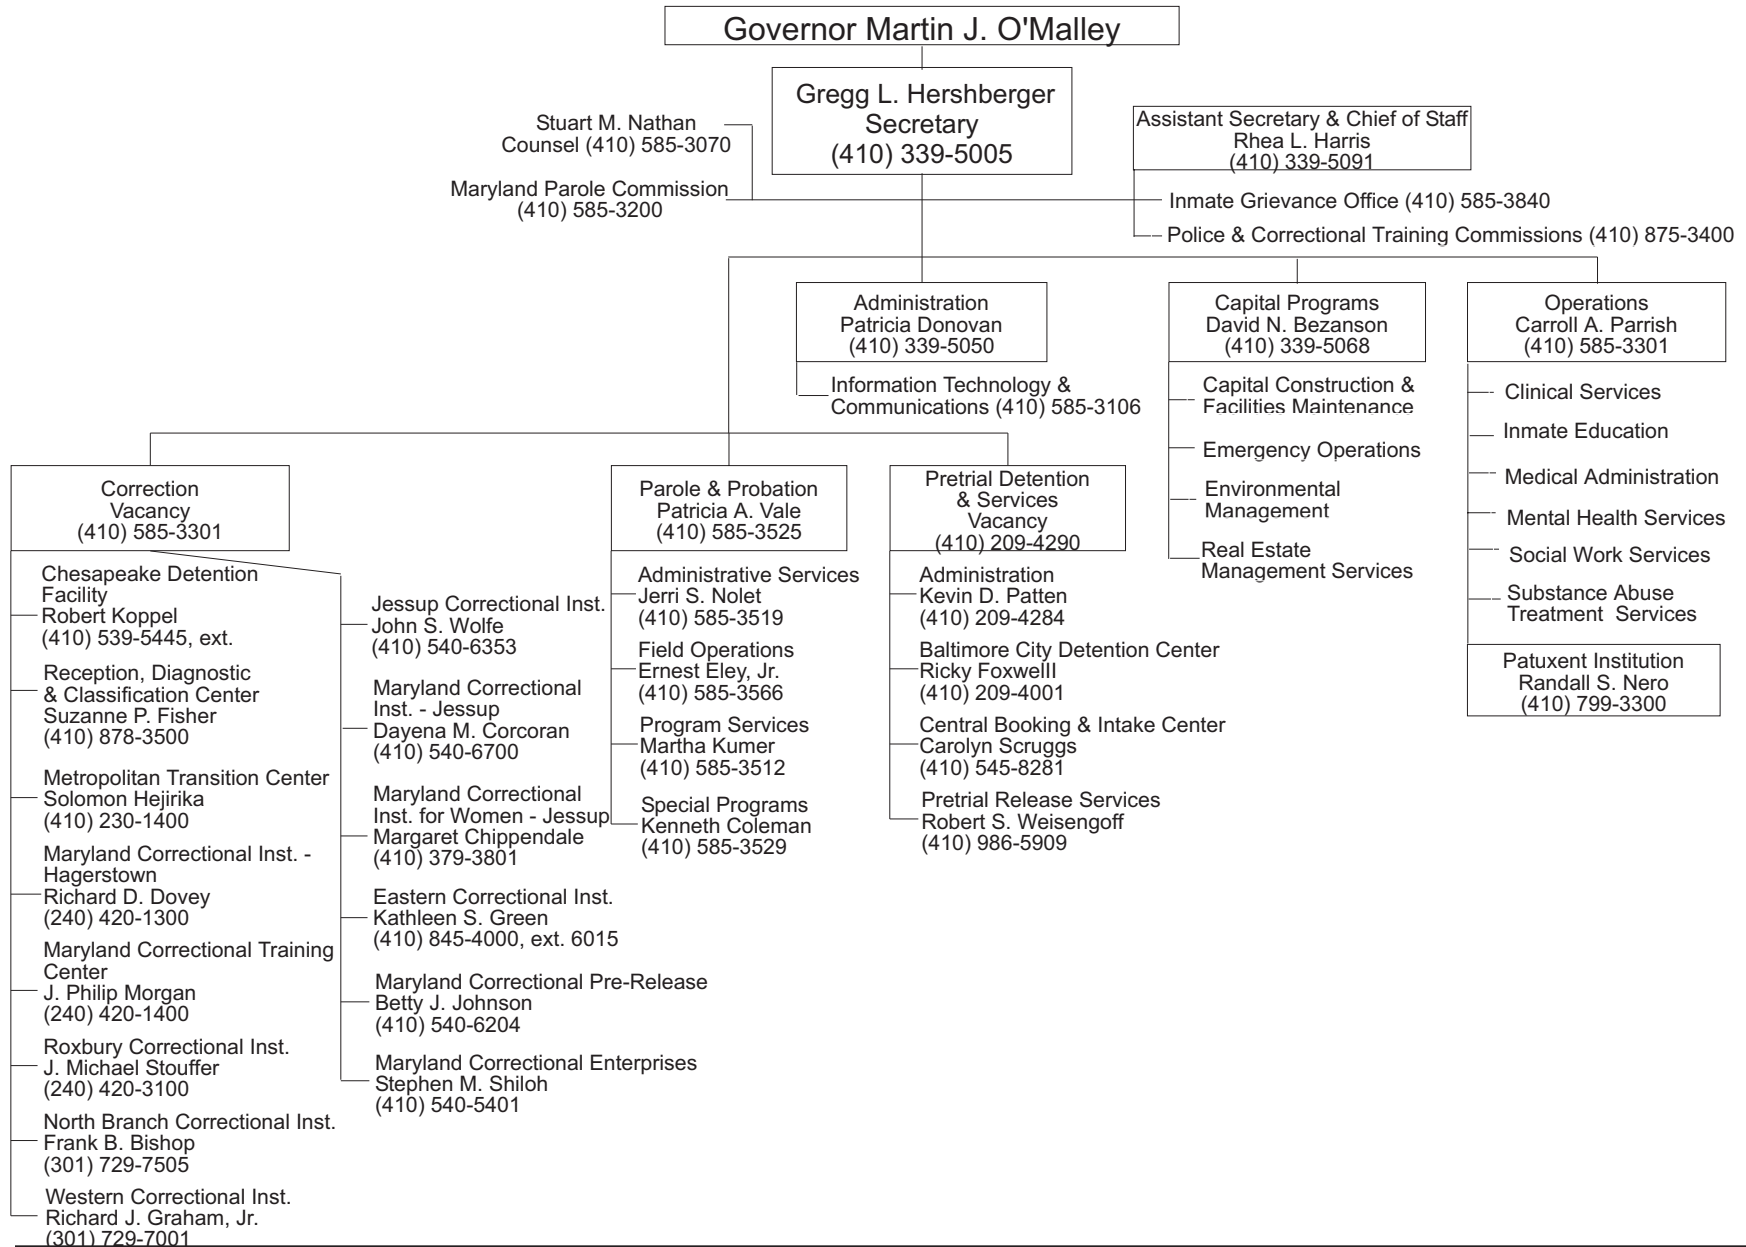 Governor Martin J. O'Malley
Gregg L. Hershberger
Secretary
(410) 339-5005
Stuart M. Nathan
Counsel (410) 585-3070
Maryland Parole Commission
(410) 585-3200
Assistant Secretary & Chief of Staff
Rhea L. Harris
(410) 339-5091
Inmate Grievance Office (410) 585-3840
Police & Correctional Training Commissions (410) 875-3400
Administration
Patricia Donovan
(410) 339-5050
Information Technology &
Communications (410) 585-3106
Capital Programs
David N. Bezanson
(410) 339-5068
Capital Construction &
Facilities Maintenance
Emergency Operations
Environmental
Management
Real Estate
Management Services
Operations
Carroll A. Parrish
(410) 585-3301
Clinical Services
Inmate Education
Medical Administration
Mental Health Services
Social Work Services
Substance Abuse
Treatment Services
Patuxent Institution
Randall S. Nero
(410) 799-3300
Correction
Vacancy
(410) 585-3301
Chesapeake Detention
Facility
Robert Koppel
(410) 539-5445, ext.
Reception, Diagnostic
& Classification Center
Suzanne P. Fisher
(410) 878-3500
Metropolitan Transition Center
Solomon Hejirika
(410) 230-1400
Maryland Correctional Inst. -
Hagerstown
Richard D. Dovey
(240) 420-1300
Maryland Correctional Training
Center
J. Philip Morgan
(240) 420-1400
Roxbury Correctional Inst.
J. Michael Stouffer
(240) 420-3100
North Branch Correctional Inst.
Frank B. Bishop
(301) 729-7505
Western Correctional Inst.
Richard J. Graham, Jr.
(301) 729-7001
Jessup Correctional Inst.
John S. Wolfe
(410) 540-6353
Maryland Correctional
Inst. - Jessup
Dayena M. Corcoran
(410) 540-6700
Maryland Correctional
Inst. for Women - Jessup
Margaret Chippendale
(410) 379-3801
Eastern Correctional Inst.
Kathleen S. Green
(410) 845-4000, ext. 6015
Maryland Correctional Pre-Release
Betty J. Johnson
(410) 540-6204
Maryland Correctional Enterprises
Stephen M. Shiloh
(410) 540-5401
Parole & Probation
Patricia A. Vale
(410) 585-3525
Administrative Services
Jerri S. Nolet
(410) 585-3519
Field Operations
Ernest Eley, Jr.
(410) 585-3566
Program Services
Martha Kumer
(410) 585-3512
Special Programs
Kenneth Coleman
(410) 585-3529
Pretrial Detention
& Services
Vacancy
(410) 209-4290
Administration
Kevin D. Patten
(410) 209-4284
Baltimore City Detention Center
Ricky FoxwelII
(410) 209-4001
Central Booking & Intake Center
Carolyn Scruggs
(410) 545-8281
Pretrial Release Services
Robert S. Weisengoff
(410) 986-5909